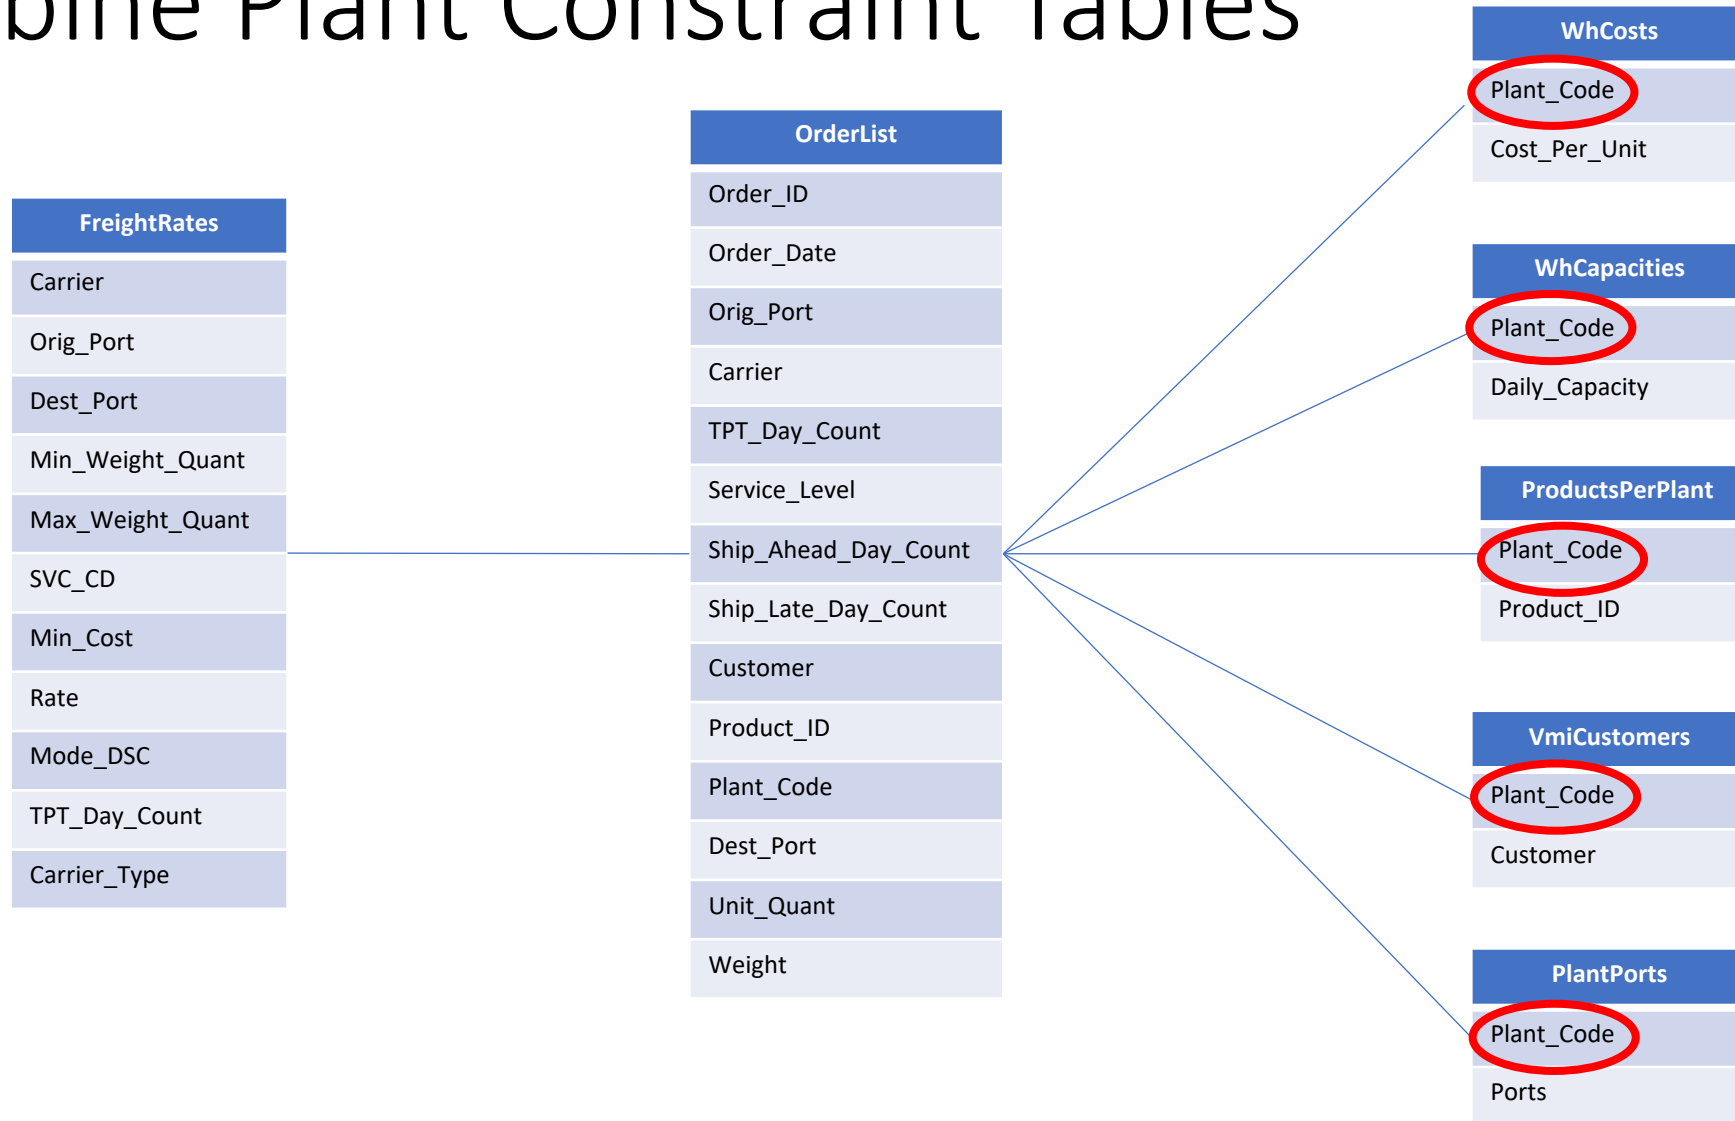 bine Plant Constraint Tables
FreightRates
Carrier
Orig_Port
Dest_Port
Min_Weight_Quant
Max_Weight_Quant
SVC_CD
Min_Cost
Rate
Mode_DSC
TPT_Day_Count
Carrier_Type
OrderList
Order_ID
Order_Date
Orig_Port
Carrier
TPT_Day_Count
Service_Level
Ship_Ahead_Day_Count
Ship_Late_Day_Count
Customer
Product_ID
Plant_Code
Dest_Port
Unit_Quant
Weight
WhCosts
Plant_Code
Cost_Per_Unit
WhCapacities
Plant_Code
Daily_Capacity
ProductsPerPlant
Plant_Code
Product_ID
VmiCustomers
Plant_Code
Customer
PlantPorts
Plant_Code
Ports